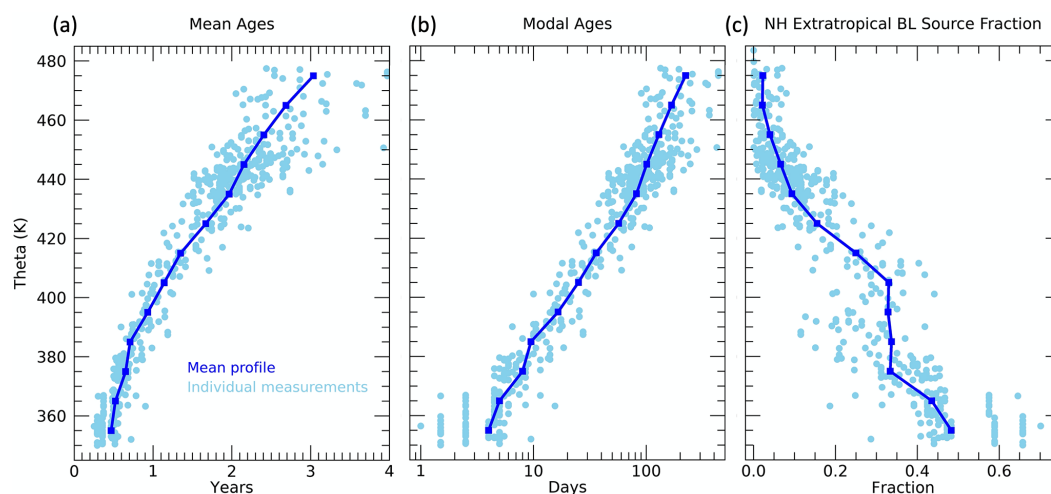 (a) Mean Ages
(b) Modal Ages
(c) NH Extratropical BL Source Fraction
Theta (K)
480
460
440
420
400
380
360
Mean profile
Individual measurements
0 1 2 3 4
Years
1 10 100
Days
0.0 0.2 0.4 0.6
Fraction